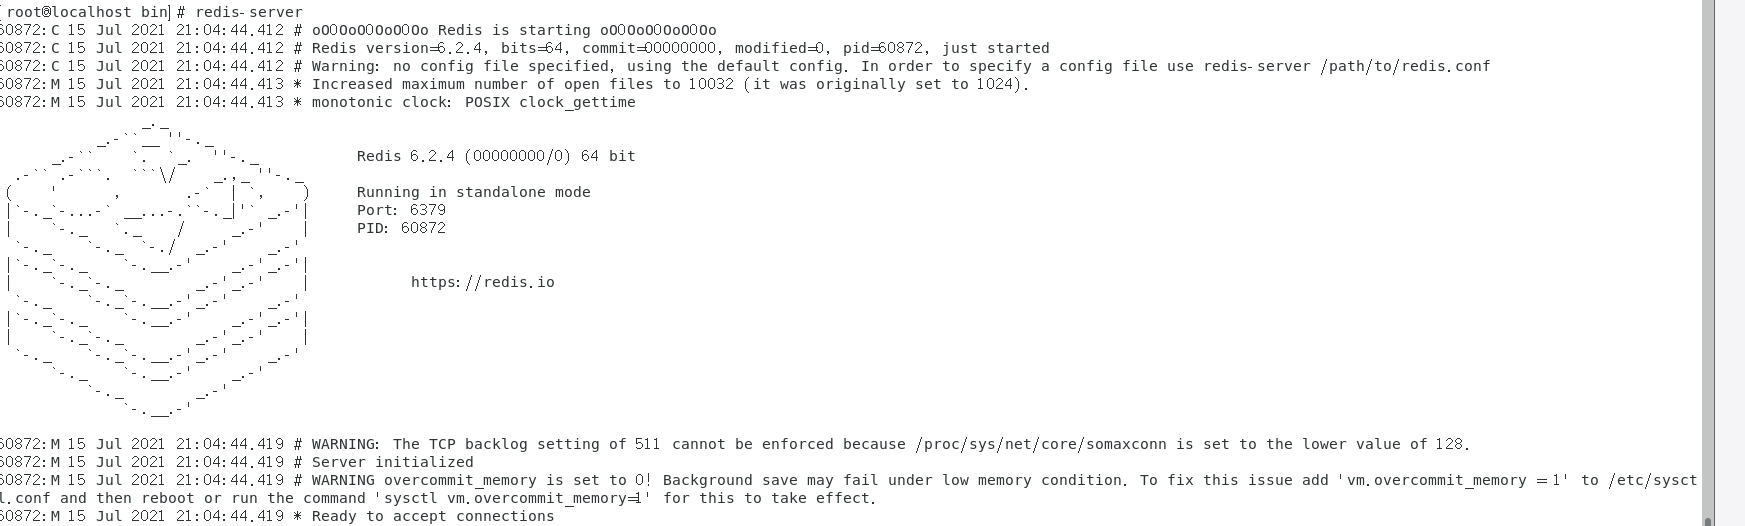 [root@localhost bin]# redis-server
60872:C 15 Jul 2021 21:04:44.412 # oO0OoO0OoO0Oo Redis is starting oO0OoO0OoO0Oo
60872:C 15 Jul 2021 21:04:44.412 # Redis version=6.2.4, bits=64, commit=00000000, modified=0, pid=60872, just started
60872:C 15 Jul 2021 21:04:44.412 # Warning: no config file specified, using the default config. In order to specify a config file use redis-server /path/to/redis.conf
60872:M 15 Jul 2021 21:04:44.413 * Increased maximum number of open files to 10032 (it was originally set to 1024).
60872:M 15 Jul 2021 21:04:44.413 * monotonic clock: POSIX clock_gettime
Redis 6.2.4 (00000000/0) 64 bit
Running in standalone mode
Port: 6379
PID: 60872
https://redis.io
60872:M 15 Jul 2021 21:04:44.419 # WARNING: The TCP backlog setting of 511 cannot be enforced because /proc/sys/net/core/somaxconn is set to the lower value of 128.
60872:M 15 Jul 2021 21:04:44.419 # Server initialized
60872:M 15 Jul 2021 21:04:44.419 # WARNING overcommit_memory is set to 0! Background save may fail under low memory condition. To fix this issue add 'vm.overcommit_memory = 1' to /etc/sysct
l.conf and then reboot or run the command 'sysctl vm.overcommit_memory=1' for this to take effect.
60872:M 15 Jul 2021 21:04:44.419 * Ready to accept connections